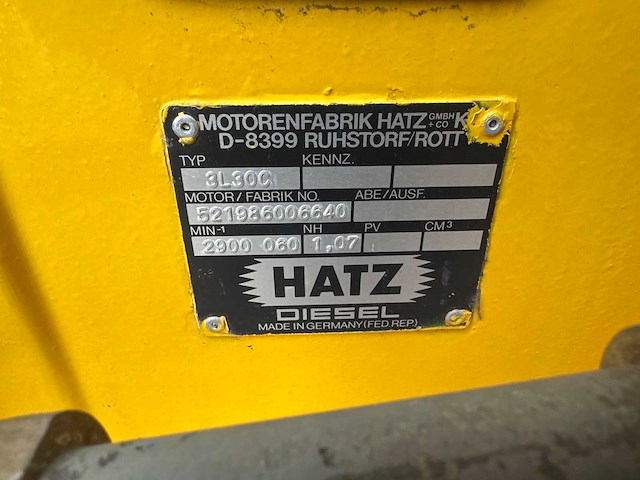 MOTORENFABRIK HATZ GMBH + CO K
D-8399 RUHSTORF/ROTT
TYP KENNZ.
3L30C
MOTOR/FABRIK NO. ABE/AUSF.
521986006640
MIN-1 NH PV CM3
2900 060 1,07
HATZ
DIESEL
MADE IN GERMANY (FED.REP.)